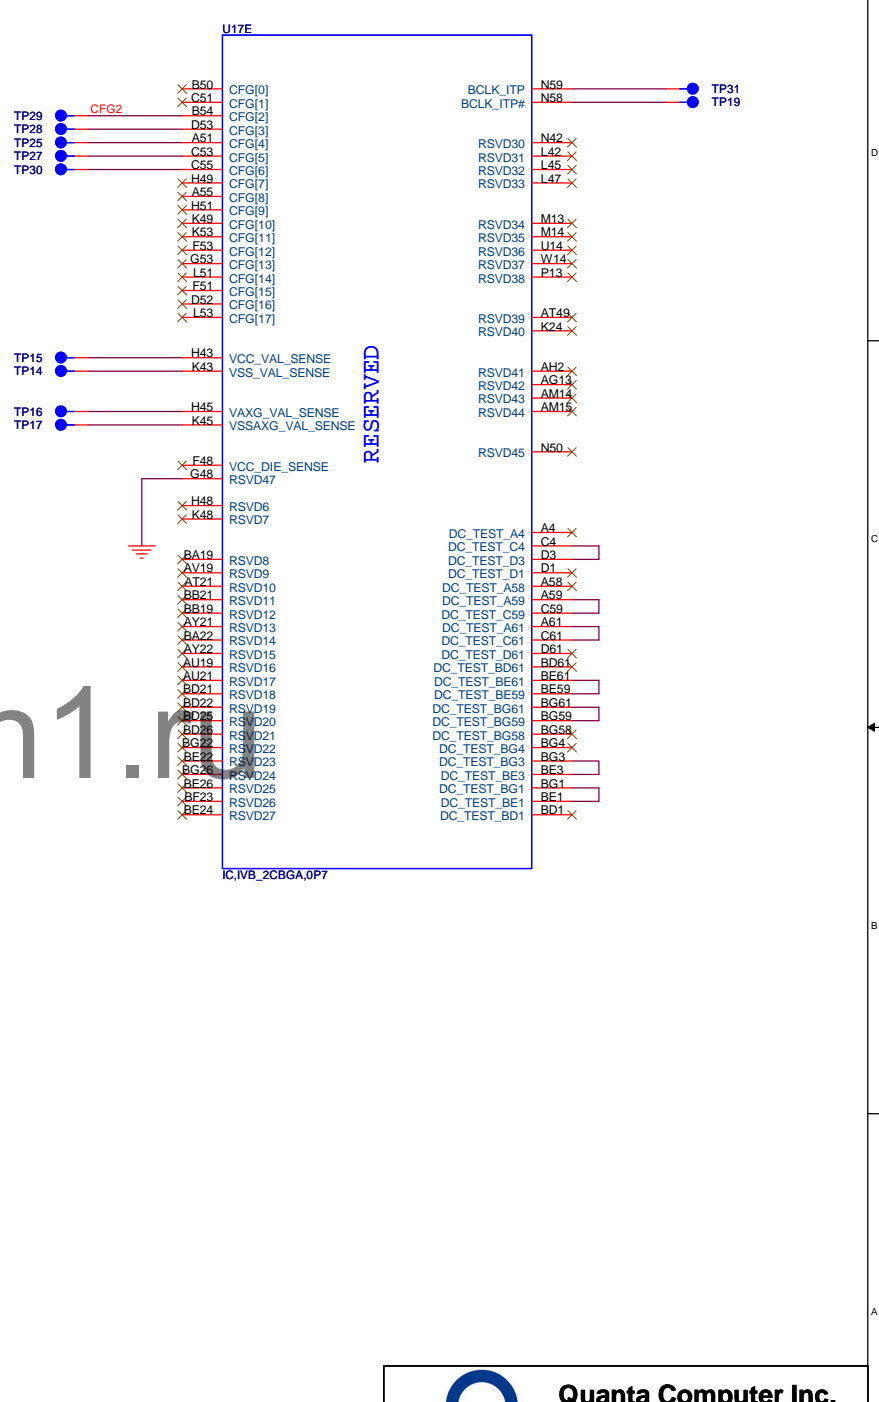 U17E
B50 CFG[0] BCLK_ITP N59 TP31
C51 CFG[1] BCLK_ITP# N58 TP19
TP29 CFG2 B54 CFG[2]
TP28 D53 CFG[3]
TP25 A51 CFG[4] RSVD30 N42
TP27 C53 CFG[5] RSVD31 L42
TP30 C55 CFG[6] RSVD32 L45
H49 CFG[7] RSVD33 L47
A55 CFG[8]
H51 CFG[9]
K49 CFG[10] RSVD34 M13
K53 CFG[11] RSVD35 M14
F53 CFG[12] RSVD36 U14
G53 CFG[13] RSVD37 W14
L51 CFG[14] RSVD38 P13
F51 CFG[15]
D52 CFG[16]
L53 CFG[17] RSVD39 AT49
RSVD40 K24
TP15 H43 VCC_VAL_SENSE
TP14 K43 VSS_VAL_SENSE RSVD41 AH2
RSVD42 AG13
RSVD43 AM14
TP16 H45 VAXG_VAL_SENSE RSVD44 AM15
TP17 K45 VSSAXG_VAL_SENSE
RESERVED
RSVD45 N50
F48 VCC_DIE_SENSE
G48 RSVD47
H48 RSVD6
K48 RSVD7
DC_TEST_A4 A4
DC_TEST_C4 C4
BA19 RSVD8 DC_TEST_D3 D3
AV19 RSVD9 DC_TEST_D1 D1
AT21 RSVD10 DC_TEST_A58 A58
BB21 RSVD11 DC_TEST_A59 A59
BB19 RSVD12 DC_TEST_C59 C59
AY21 RSVD13 DC_TEST_A61 A61
BA22 RSVD14 DC_TEST_C61 C61
AY22 RSVD15 DC_TEST_D61 D61
AU19 RSVD16 DC_TEST_BD61 BD61
AU21 RSVD17 DC_TEST_BE61 BE61
BD21 RSVD18 DC_TEST_BE59 BE59
BD22 RSVD19 DC_TEST_BG61 BG61
BD25 RSVD20 DC_TEST_BG59 BG59
BD26 RSVD21 DC_TEST_BG58 BG58
BG22 RSVD22 DC_TEST_BG4 BG4
BE22 RSVD23 DC_TEST_BG3 BG3
BG26 RSVD24 DC_TEST_BE3 BE3
BE26 RSVD25 DC_TEST_BG1 BG1
BF23 RSVD26 DC_TEST_BE1 BE1
BE24 RSVD27 DC_TEST_BD1 BD1
IC,IVB_2CBGA,0P7
1.ru
D
C
B
A
Quanta Computer Inc.